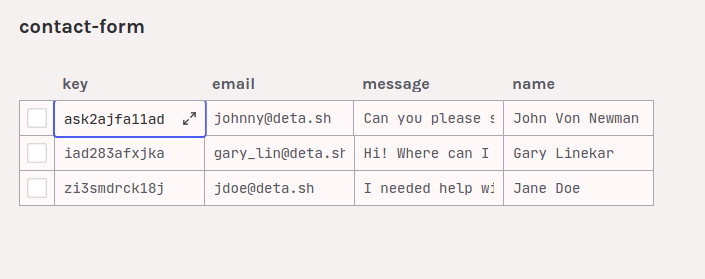 contact-form
key email message name
ask2ajfa11ad johnny@deta.sh Can you please s John Von Newman
iad283afxjka gary_lin@deta.sh Hi! Where can I Gary Linekar
zi3smdrck18j jdoe@deta.sh I needed help wi Jane Doe